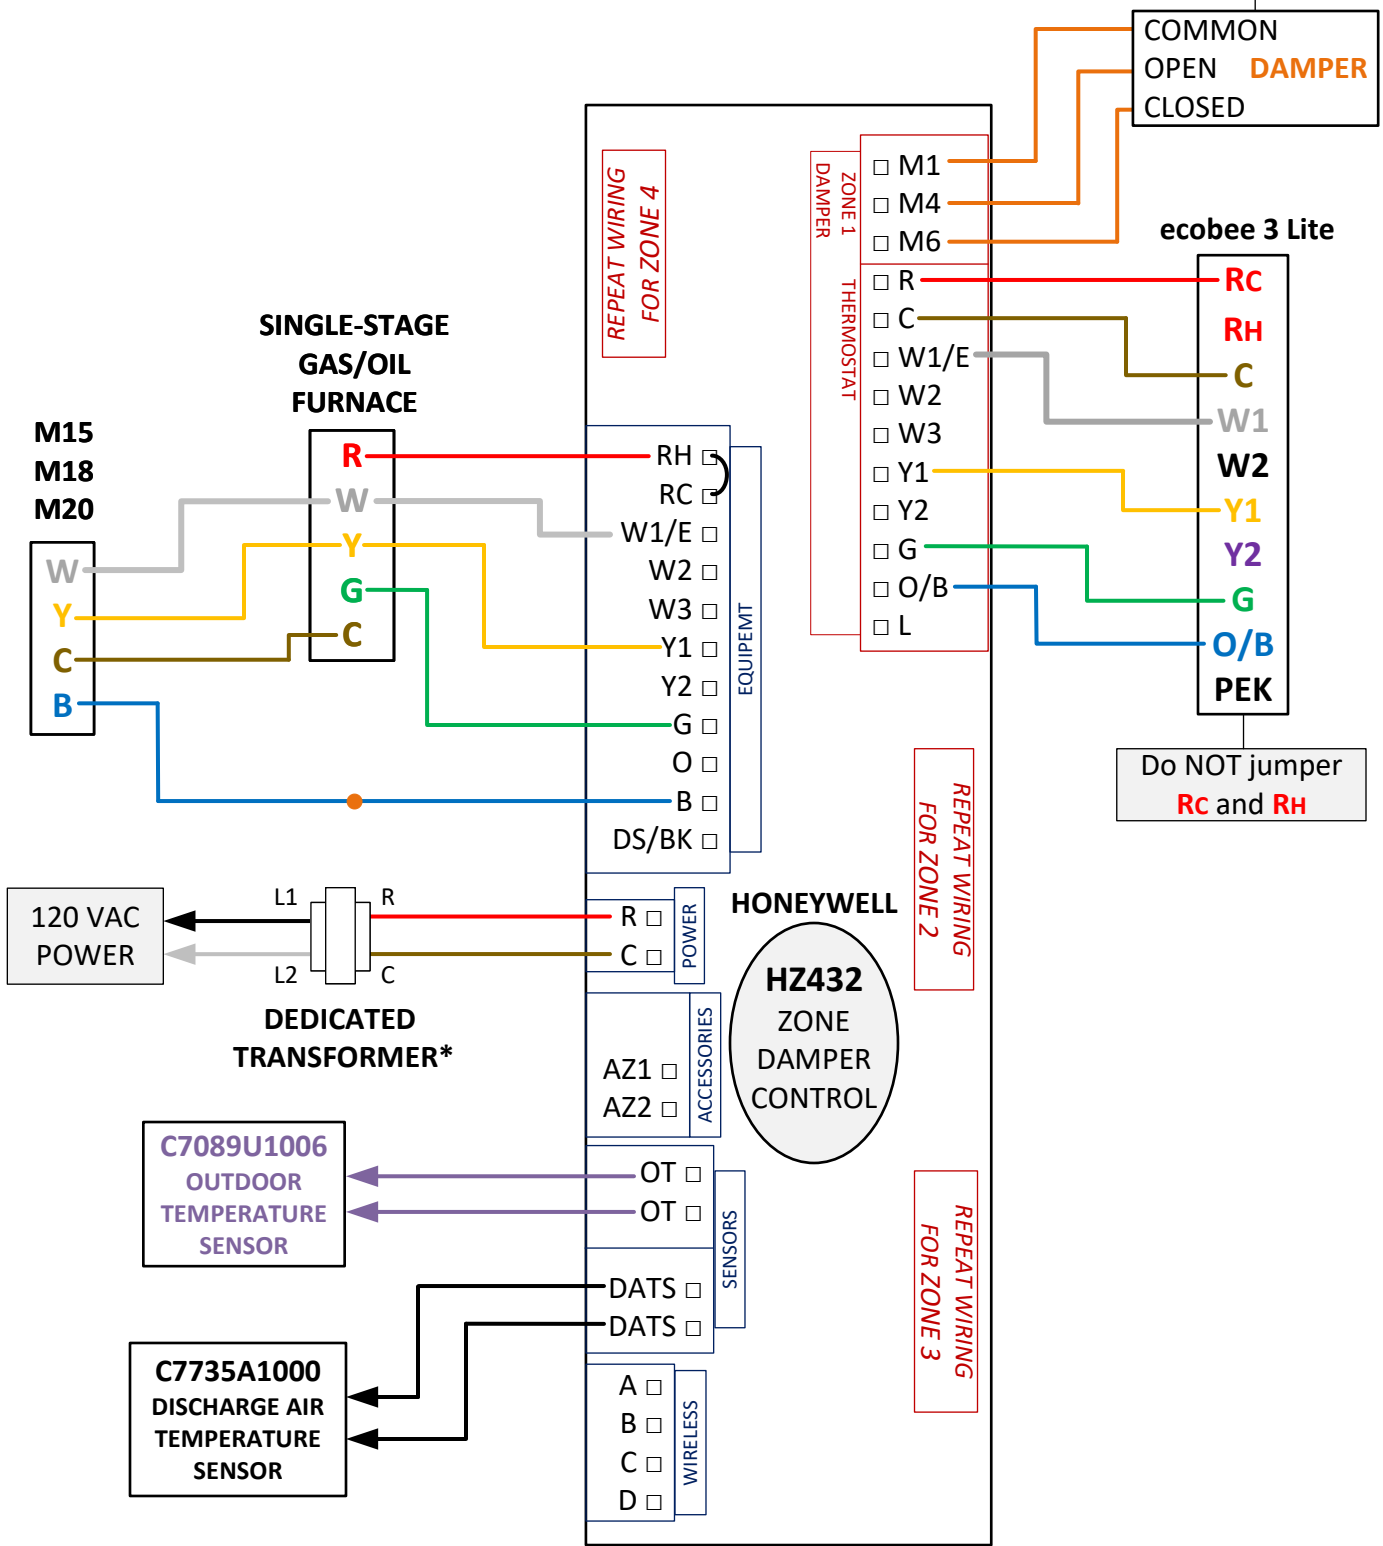 COMMON
OPEN DAMPER
CLOSED
REPEAT WIRING
FOR ZONE 4
ZONE 1
DAMPER
M1
M4
M6
THERMOSTAT
R
C
W1/E
W2
W3
Y1
Y2
G
O/B
L
ecobee 3 Lite
RC
RH
C
W1
W2
Y1
Y2
G
O/B
PEK
Do NOT jumper
RC and RH
SINGLE-STAGE
GAS/OIL
FURNACE
R
W
Y
G
C
M15
M18
M20
W
Y
C
B
RH
RC
W1/E
W2
W3
Y1
Y2
G
O
B
DS/BK
EQUIPEMT
120 VAC
POWER
L1
L2
R
C
DEDICATED
TRANSFORMER*
R
C
POWER
HONEYWELL
HZ432
ZONE
DAMPER
CONTROL
REPEAT WIRING
FOR ZONE 2
AZ1
AZ2
ACCESSORIES
C7089U1006
OUTDOOR
TEMPERATURE
SENSOR
OT
OT
DATS
DATS
SENSORS
REPEAT WIRING
FOR ZONE 3
C7735A1000
DISCHARGE AIR
TEMPERATURE
SENSOR
A
B
C
D
WIRELESS